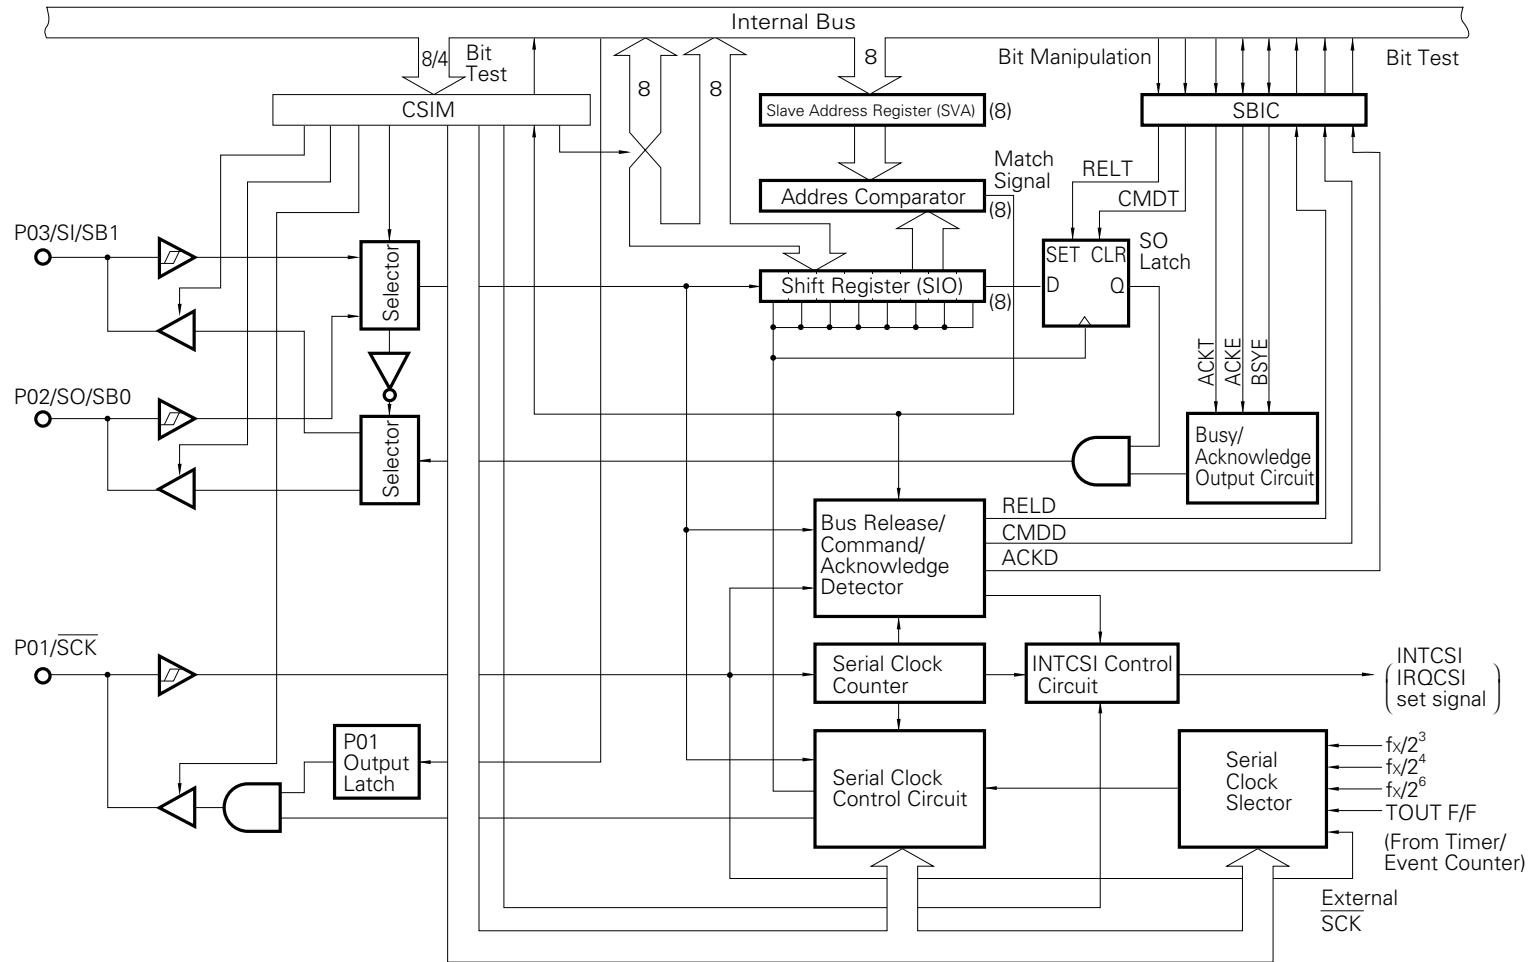 Internal Bus
8/4
Bit
Test
8
8
8
Bit Manipulation
Bit Test
CSIM
Slave Address Register (SVA)
(8)
SBIC
Match
Signal
RELT
CMDT
Addres Comparator
(8)
P03/SI/SB1
Selector
SET CLR
D Q
SO
Latch
Shift Register (SIO)
(8)
ACKT
ACKE
BSYE
P02/SO/SB0
Selector
Busy/
Acknowledge
Output Circuit
Bus Release/
Command/
Acknowledge
Detector
RELD
CMDD
ACKD
P01/S̅C̅K̅
Serial Clock
Counter
INTCSI Control
Circuit
INTCSI
IRQCSI
set signal
P01
Output
Latch
Serial Clock
Control Circuit
Serial
Clock
Slector
fX/2³
fX/2⁴
fX/2⁶
TOUT F/F
(From Timer/
Event Counter)
External
S̅C̅K̅